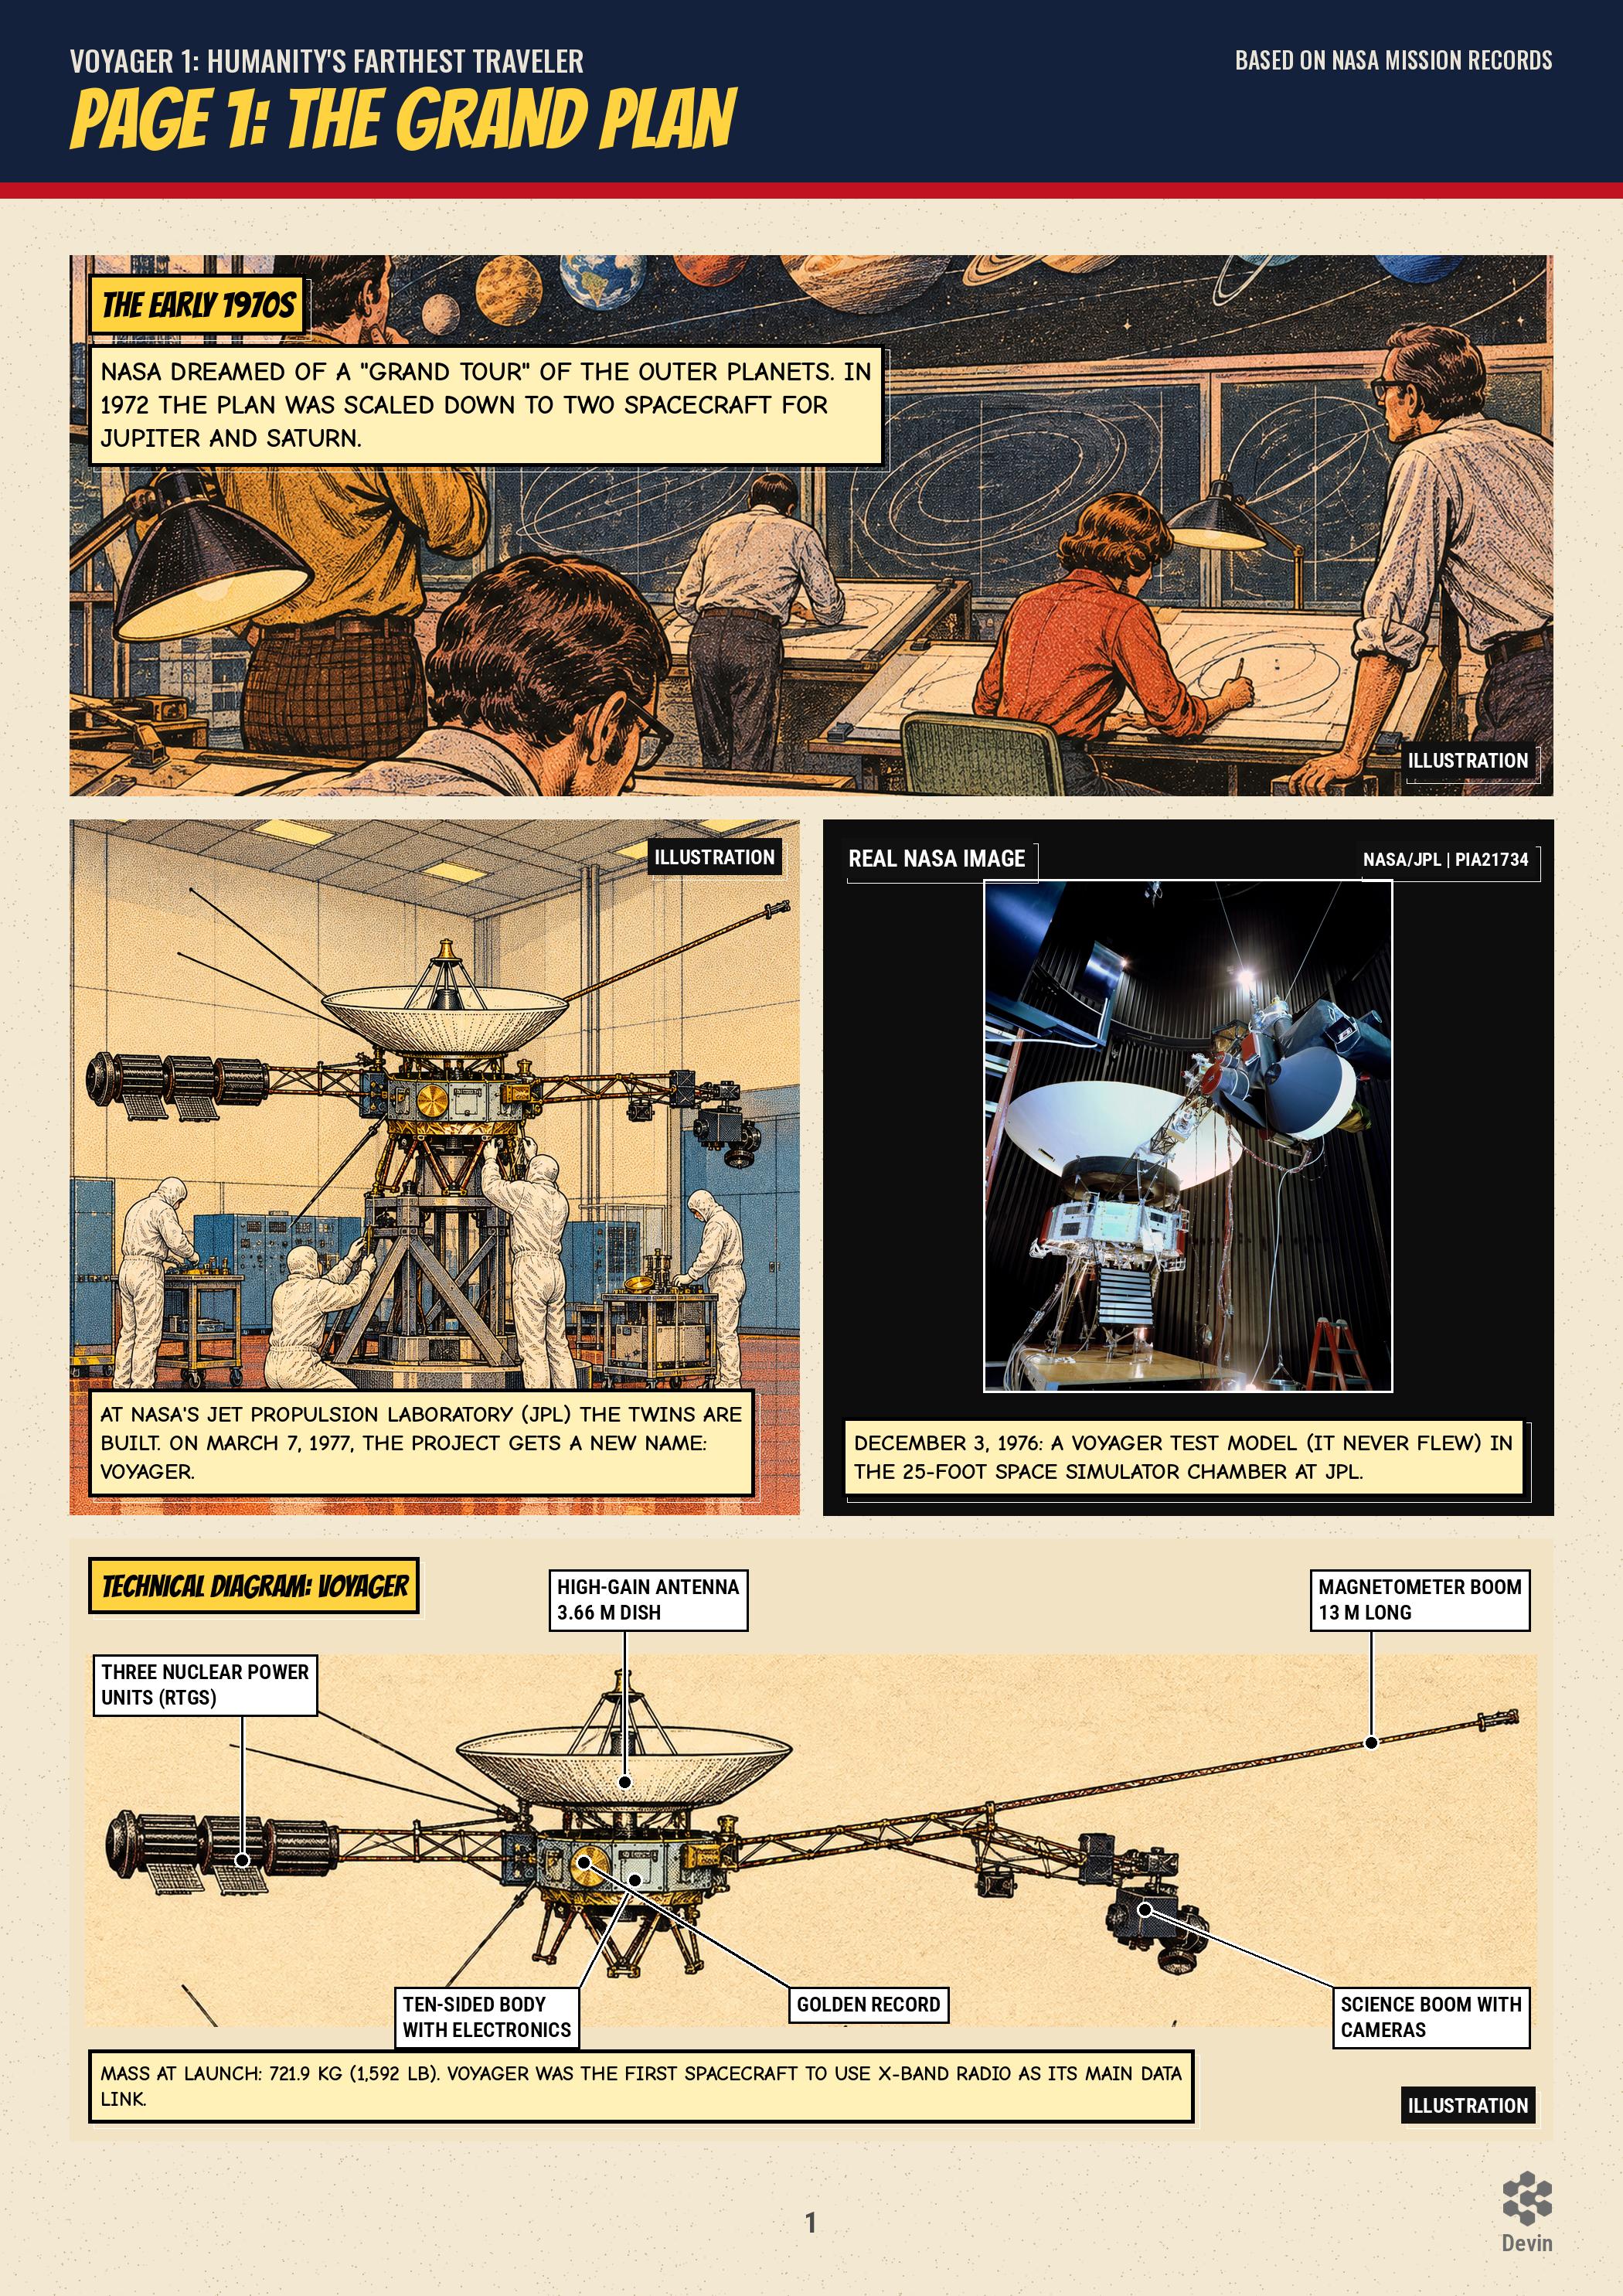 VOYAGER 1: HUMANITY'S FARTHEST TRAVELER
BASED ON NASA MISSION RECORDS
PAGE 1: THE GRAND PLAN
THE EARLY 1970S
NASA DREAMED OF A "GRAND TOUR" OF THE OUTER PLANETS. IN
1972 THE PLAN WAS SCALED DOWN TO TWO SPACECRAFT FOR
JUPITER AND SATURN.
ILLUSTRATION
ILLUSTRATION
AT NASA'S JET PROPULSION LABORATORY (JPL) THE TWINS ARE
BUILT. ON MARCH 7, 1977, THE PROJECT GETS A NEW NAME:
VOYAGER.
REAL NASA IMAGE
NASA/JPL | PIA21734
DECEMBER 3, 1976: A VOYAGER TEST MODEL (IT NEVER FLEW) IN
THE 25-FOOT SPACE SIMULATOR CHAMBER AT JPL.
TECHNICAL DIAGRAM: VOYAGER
HIGH-GAIN ANTENNA
3.66 M DISH
MAGNETOMETER BOOM
13 M LONG
THREE NUCLEAR POWER
UNITS (RTGS)
TEN-SIDED BODY
WITH ELECTRONICS
GOLDEN RECORD
SCIENCE BOOM WITH
CAMERAS
MASS AT LAUNCH: 721.9 KG (1,592 LB). VOYAGER WAS THE FIRST SPACECRAFT TO USE X-BAND RADIO AS ITS MAIN DATA
LINK.
ILLUSTRATION
1
Devin